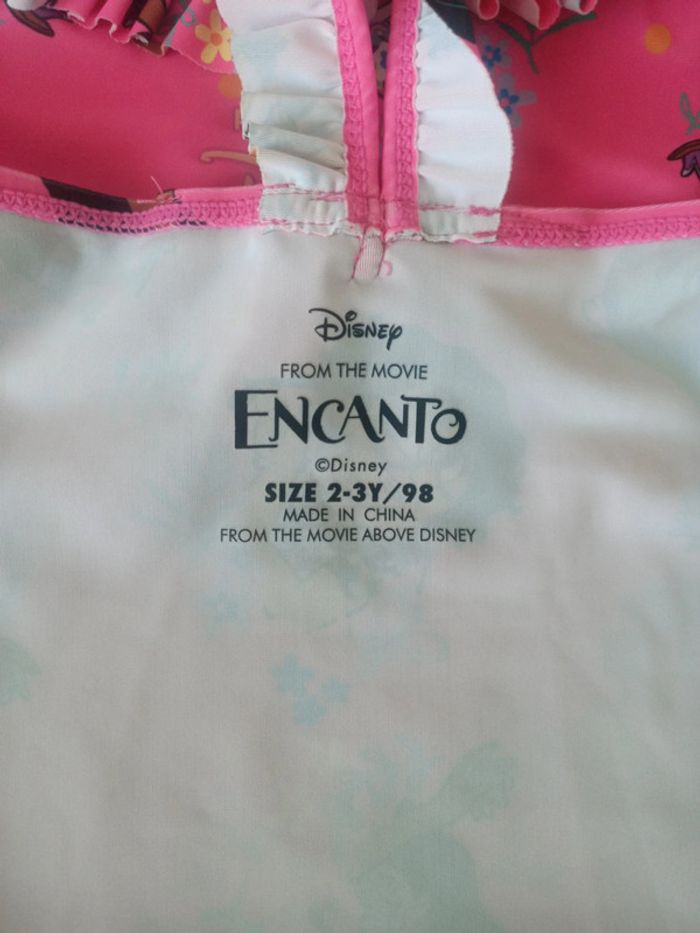 Disney
FROM THE MOVIE
ENCANTO
©Disney
SIZE 2-3Y/98
MADE IN CHINA
FROM THE MOVIE ABOVE DISNEY